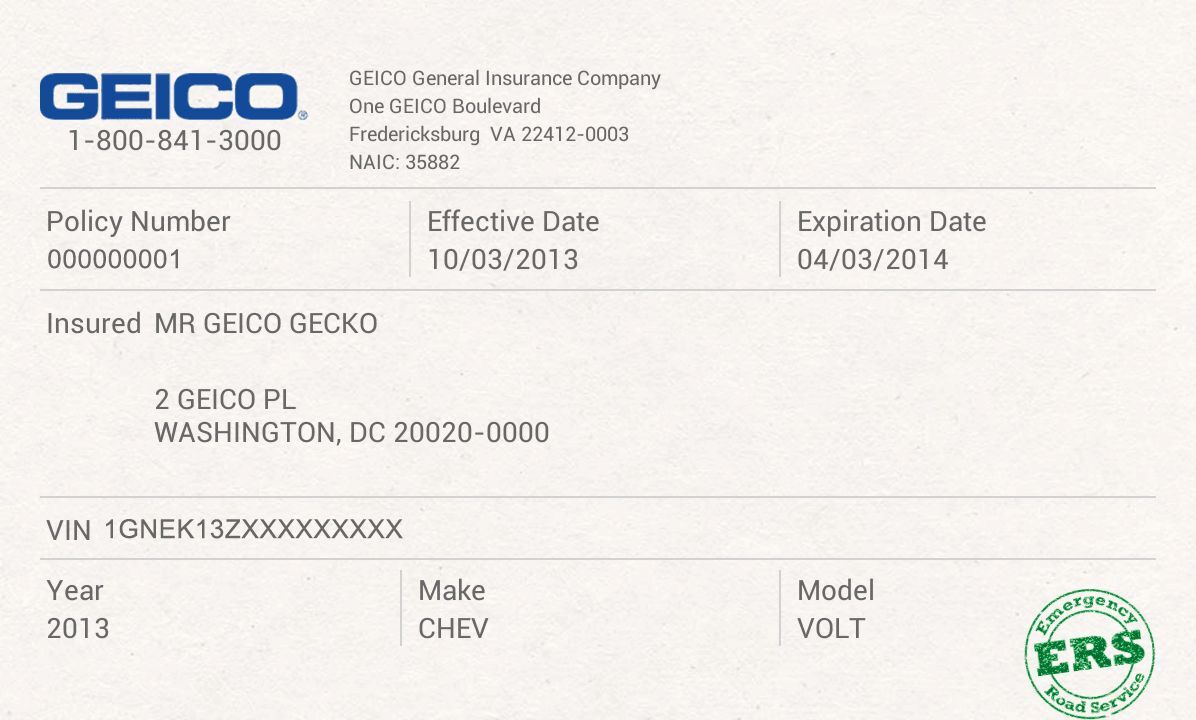 GEICO®
1-800-841-3000
GEICO General Insurance Company
One GEICO Boulevard
Fredericksburg VA 22412-0003
NAIC: 35882
Policy Number
000000001
Effective Date
10/03/2013
Expiration Date
04/03/2014
Insured MR GEICO GECKO
2 GEICO PL
WASHINGTON, DC 20020-0000
VIN 1GNEK13ZXXXXXXXXX
Year
2013
Make
CHEV
Model
VOLT
Emergency
ERS
Road Service